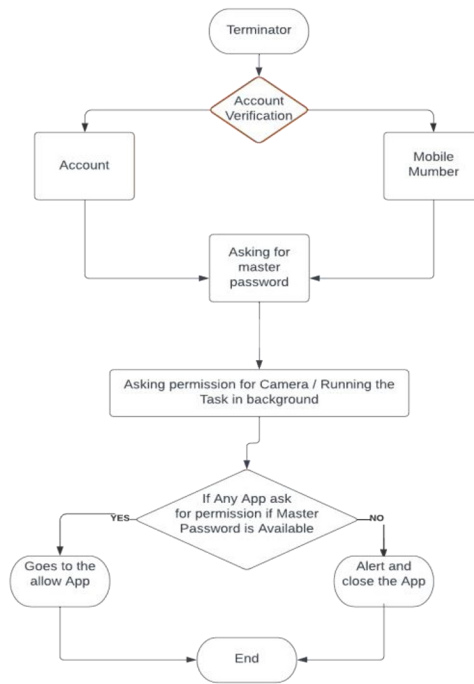 Terminator
Account
Verification
Account
Mobile
Mumber
Asking for
master
password
Asking permission for Camera / Running the
Task in background
If Any App ask
for permission if Master
Password is Available
YES
NO
Goes to the
allow App
Alert and
close the App
End